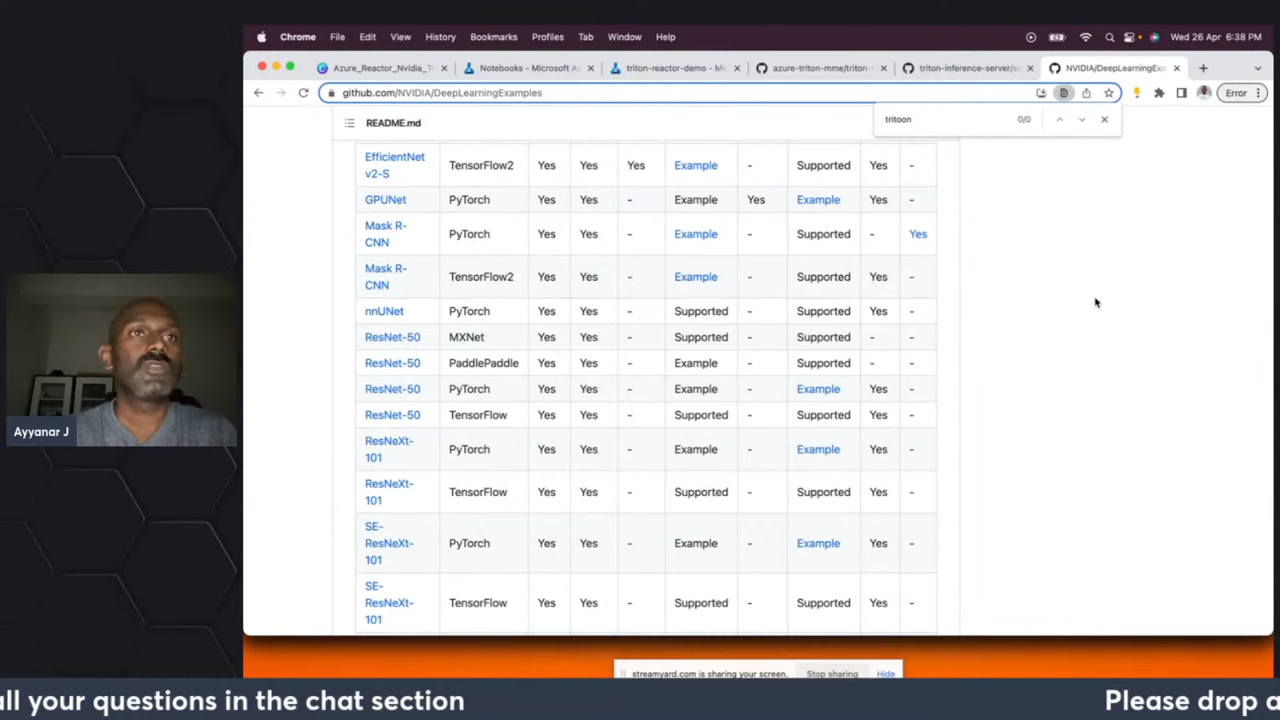 Chrome File Edit View History Bookmarks Profiles Tab Window Help Wed 26 Apr 6:38 PM
Azure_Reactor_Nvidia_T Notebooks - Microsoft Az triton-reactor-demo - Mi azure-triton-mme/triton- triton-inference-server/se NVIDIA/DeepLearningExa
github.com/NVIDIA/DeepLearningExamples Error
tritoon 0/0
README.md
EfficientNet v2-S TensorFlow2 Yes Yes Yes Example - Supported Yes -
GPUNet PyTorch Yes Yes - Example Yes Example Yes -
Mask R-CNN PyTorch Yes Yes - Example - Supported - Yes
Mask R-CNN TensorFlow2 Yes Yes - Example - Supported Yes -
nnUNet PyTorch Yes Yes - Supported - Supported Yes -
ResNet-50 MXNet Yes Yes - Supported - Supported - -
ResNet-50 PaddlePaddle Yes Yes - Example - Supported - -
ResNet-50 PyTorch Yes Yes - Example - Example Yes -
ResNet-50 TensorFlow Yes Yes - Supported - Supported Yes -
ResNeXt-101 PyTorch Yes Yes - Example - Example Yes -
ResNeXt-101 TensorFlow Yes Yes - Supported - Supported Yes -
SE-ResNeXt-101 PyTorch Yes Yes - Example - Example Yes -
SE-ResNeXt-101 TensorFlow Yes Yes - Supported - Supported Yes -
Ayyanar J
streamyard.com is sharing your screen. Stop sharing Hide
all your questions in the chat section Please drop a